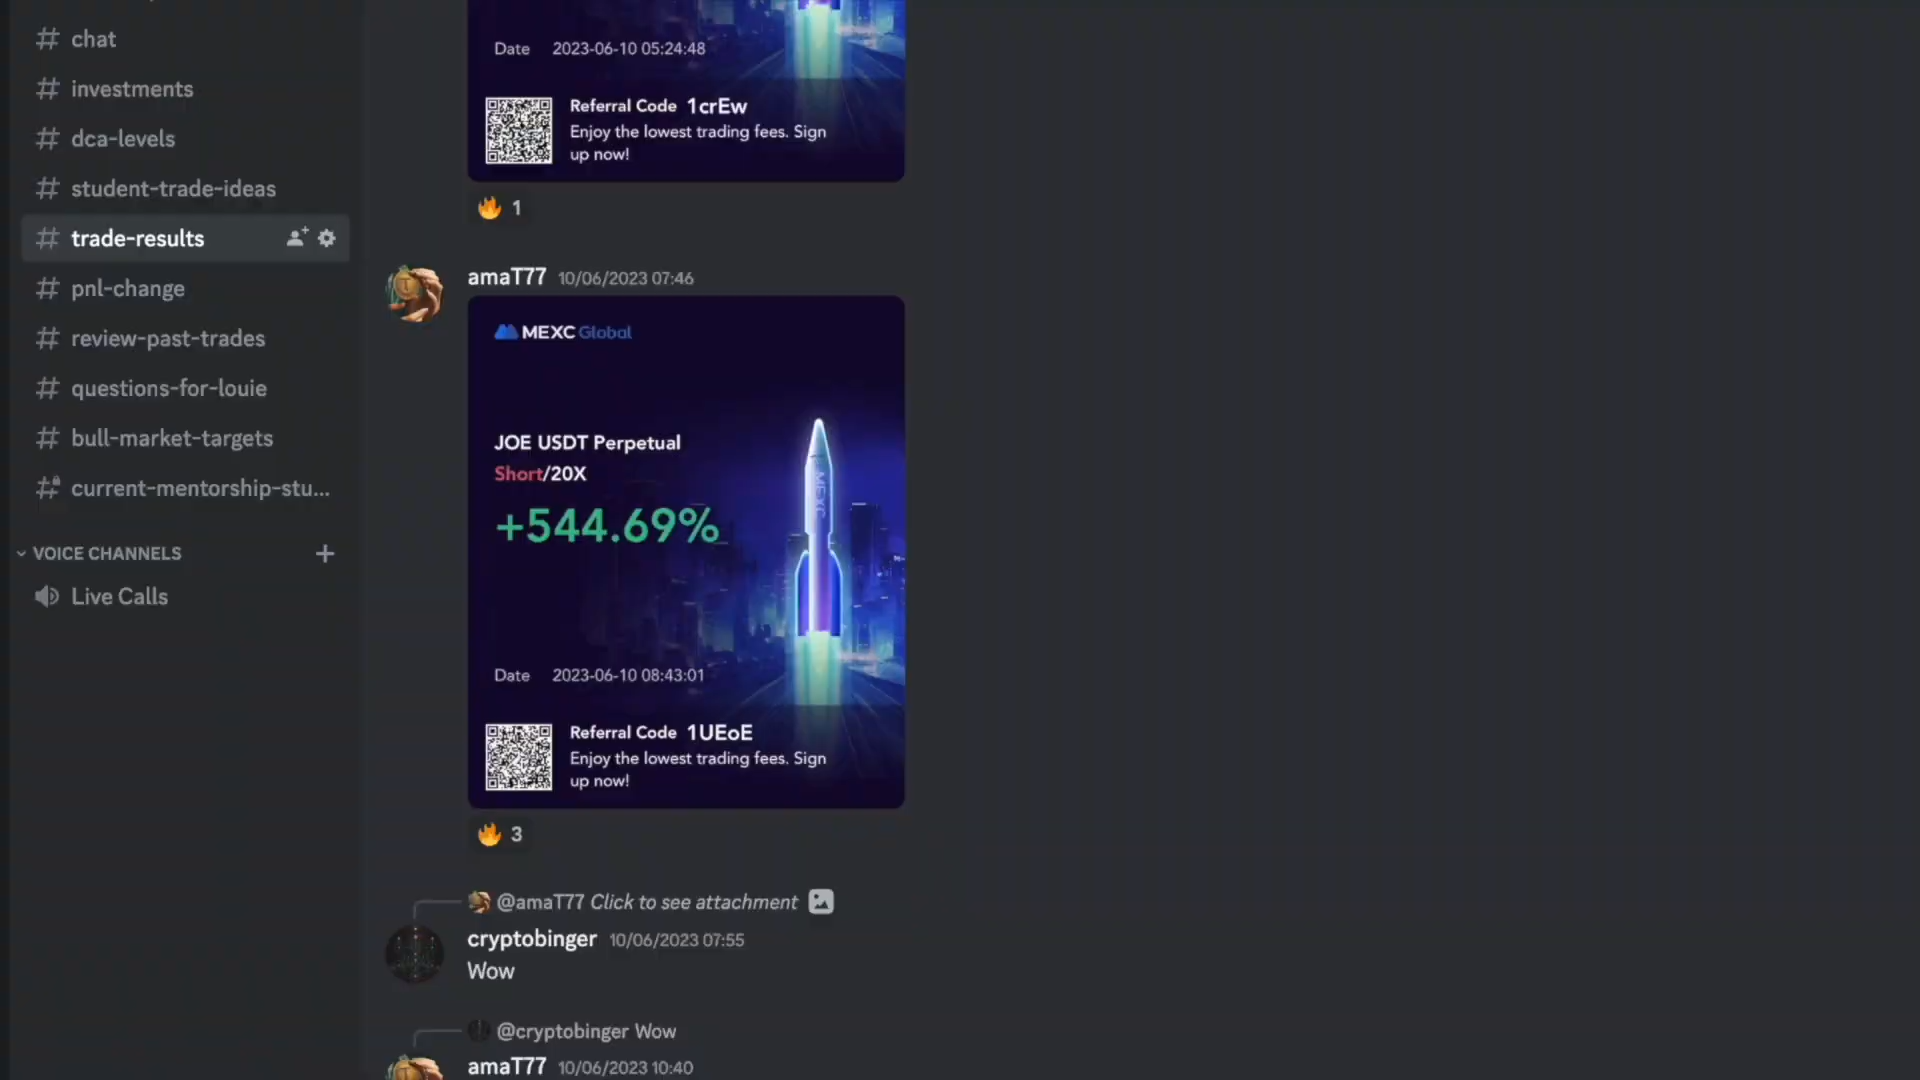 chat
investments
dca-levels
student-trade-ideas
trade-results
pnl-change
review-past-trades
questions-for-louie
bull-market-targets
current-mentorship-stu...
VOICE CHANNELS
Live Calls
Date 2023-06-10 05:24:48
Referral Code 1crEw
Enjoy the lowest trading fees. Sign
up now!
🔥 1
amaT77 10/06/2023 07:46
MEXC Global
JOE USDT Perpetual
Short/20X
+544.69%
MEXC
Date 2023-06-10 08:43:01
Referral Code 1UEoE
Enjoy the lowest trading fees. Sign
up now!
🔥 3
@amaT77 Click to see attachment
cryptobinger 10/06/2023 07:55
Wow
@cryptobinger Wow
amaT77 10/06/2023 10:40